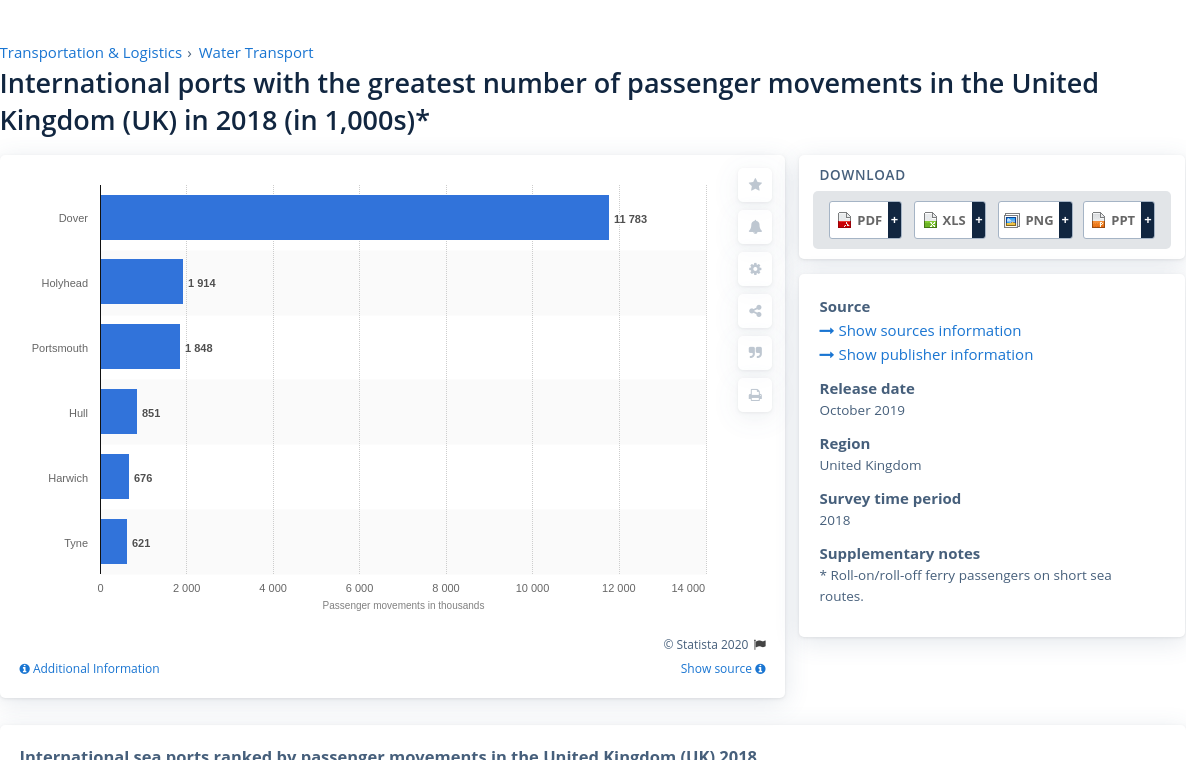 Transportation & Logistics › Water Transport
International ports with the greatest number of passenger movements in the United
Kingdom (UK) in 2018 (in 1,000s)*
Dover
11 783
Holyhead
1 914
Portsmouth
1 848
Hull
851
Harwich
676
Tyne
621
0 2 000 4 000 6 000 8 000 10 000 12 000 14 000
Passenger movements in thousands
© Statista 2020
Additional Information
Show source
DOWNLOAD
PDF + XLS + PNG + PPT +
Source
Show sources information
Show publisher information
Release date
October 2019
Region
United Kingdom
Survey time period
2018
Supplementary notes
* Roll-on/roll-off ferry passengers on short sea
routes.
International sea ports ranked by passenger movements in the United Kingdom (UK) 2018